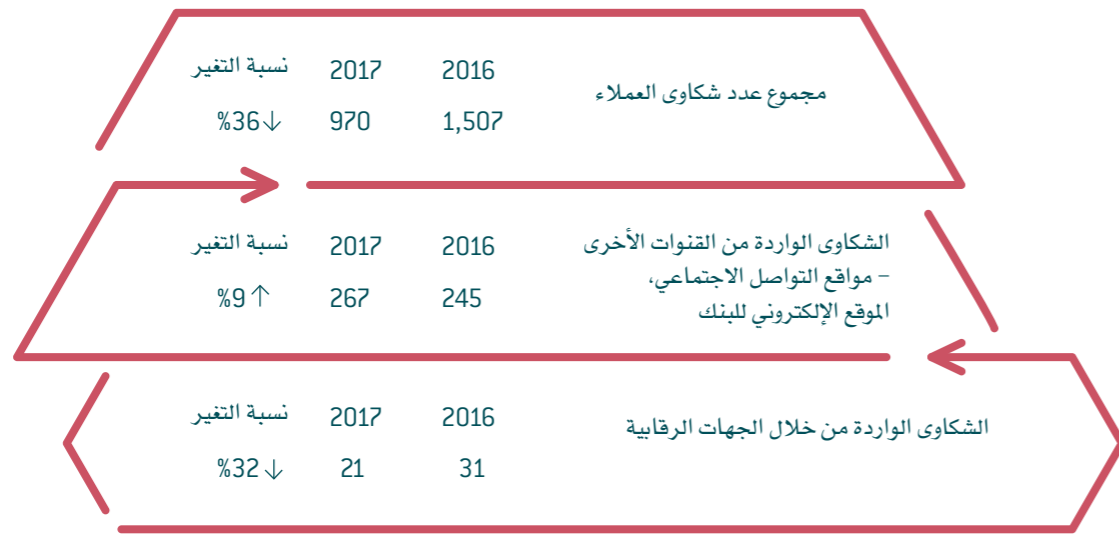 مجموع عدد شكاوى العملاء
2016 2017 نسبة التغير
1,507 970 ↓36%
الشكاوى الواردة من القنوات الأخرى
– مواقع التواصل الاجتماعي،
الموقع الإلكتروني للبنك
2016 2017 نسبة التغير
245 267 ↑9%
الشكاوى الواردة من خلال الجهات الرقابية
2016 2017 نسبة التغير
31 21 ↓32%